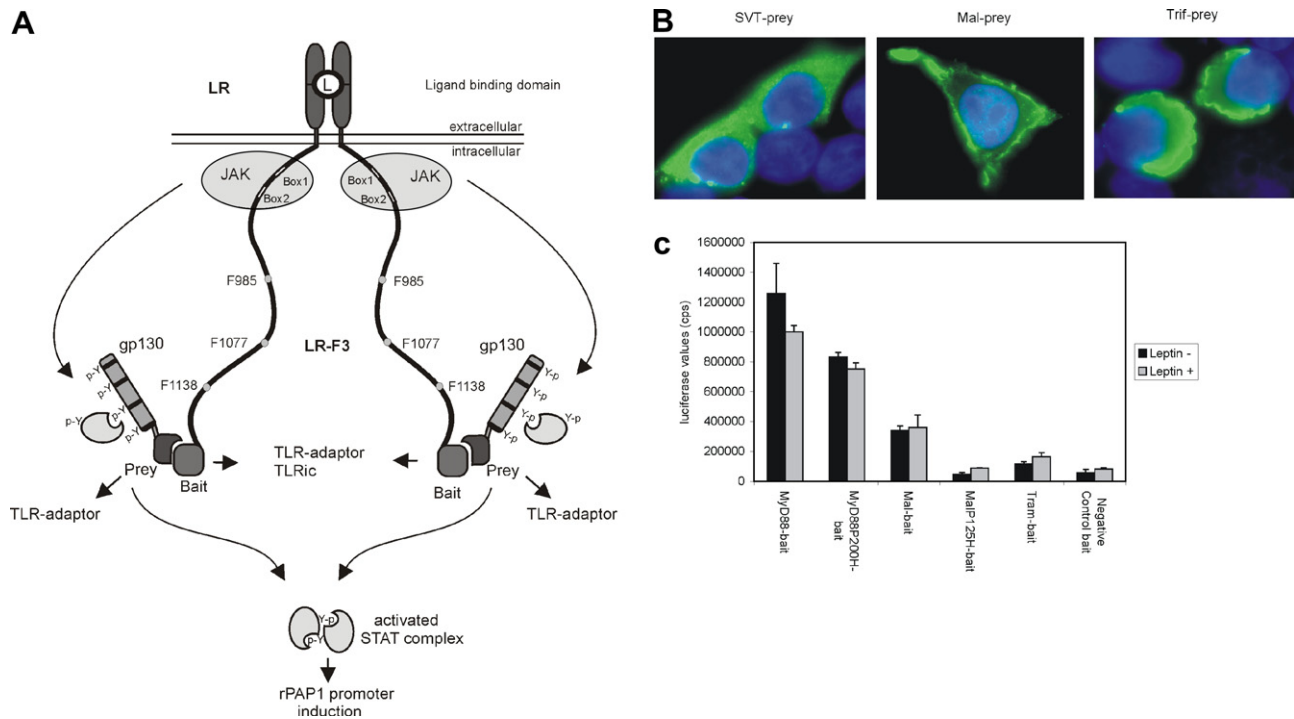 A
LR
L
Ligand binding domain
extracellular
intracellular
JAK
Box1
Box2
Box1
Box2
JAK
F985
F985
F1077
LR-F3
F1077
F1138
F1138
gp130
p-Y
p-Y
p-Y
p-Y
p-Y
gp130
Y-p
Y-p
Y-p
Y-p
Y-p
Prey
Bait
TLR-adaptor
TLRic
Bait
Prey
TLR-adaptor
TLR-adaptor
Y-p
p-Y
activated
STAT complex
rPAP1 promoter
induction
B
SVT-prey
Mal-prey
Trif-prey
c
luciferase values (cps)
1600000
1400000
1200000
1000000
800000
600000
400000
200000
0
MyD88-bait
MyD88P200H-
bait
Mal-bait
MalP125H-bait
Tram-bait
Negative
Control bait
Leptin -
Leptin +